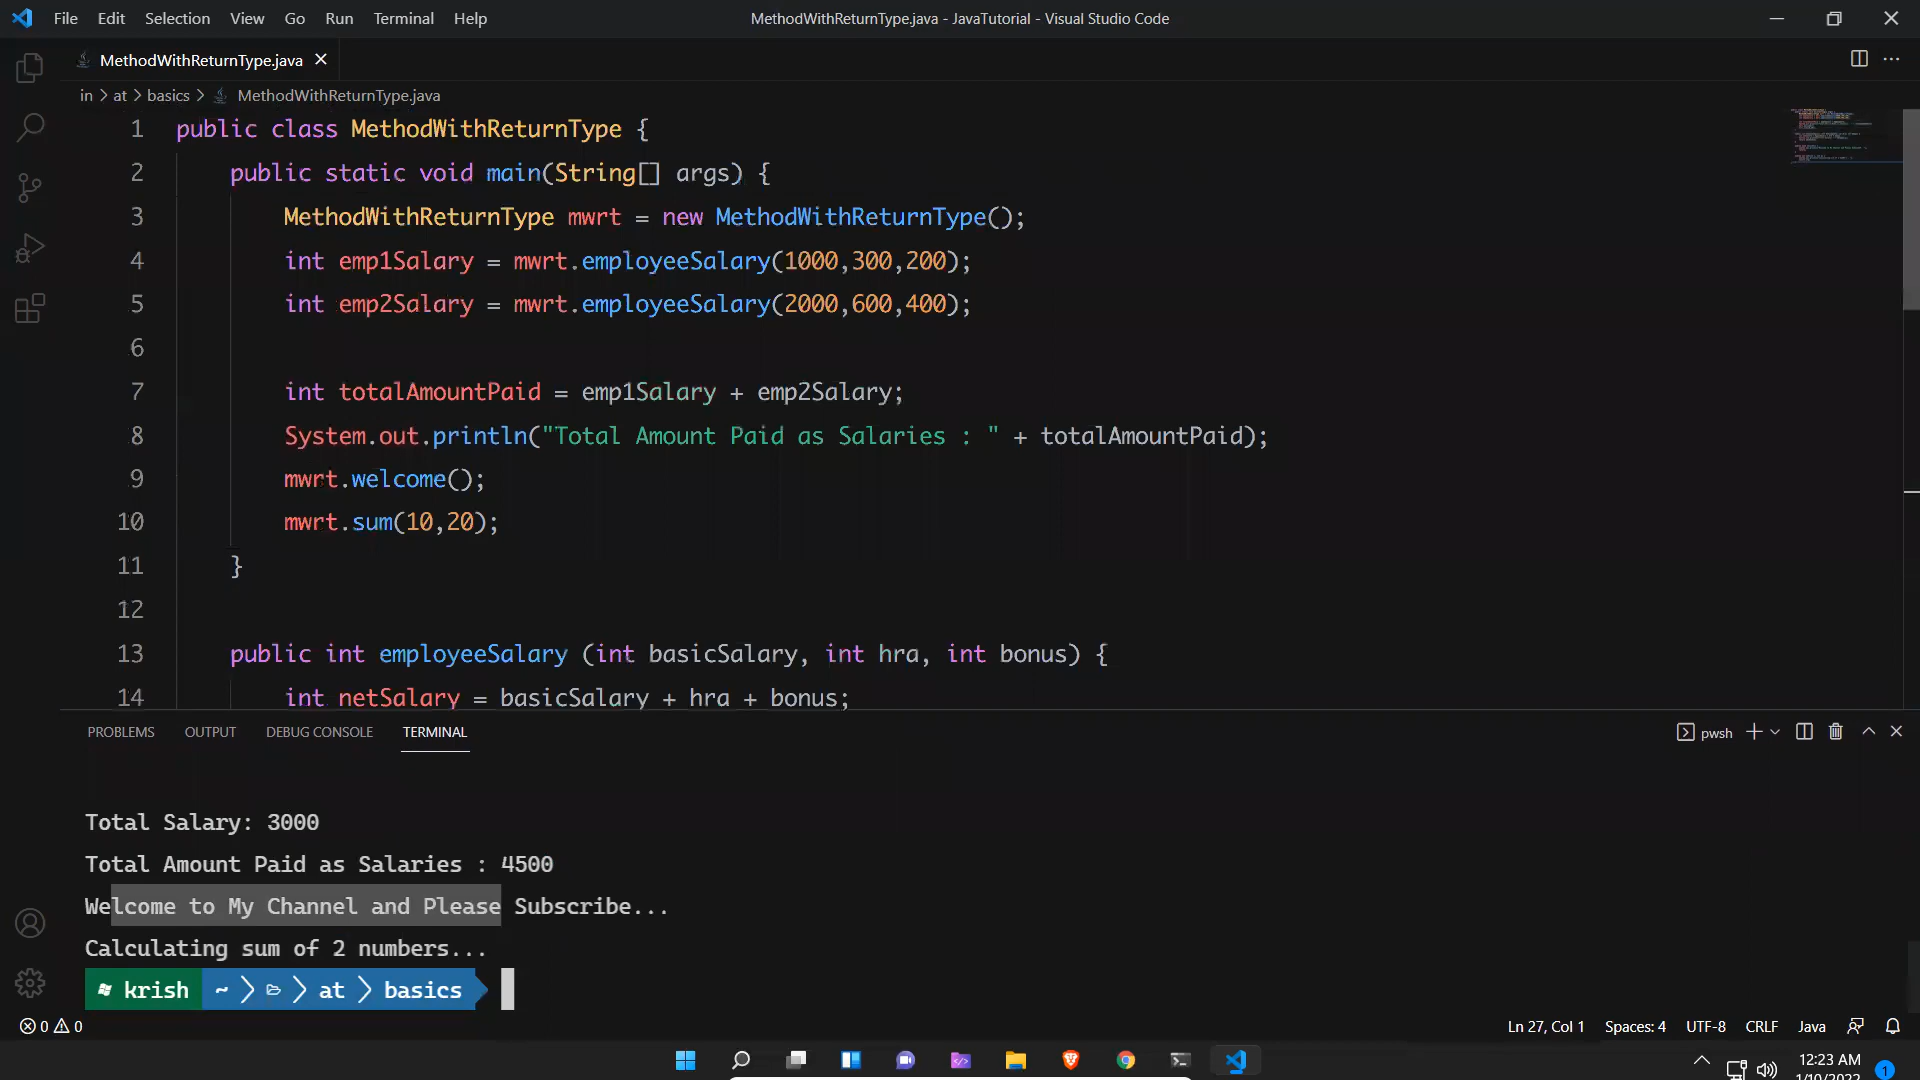 File Edit Selection View Go Run Terminal Help
MethodWithReturnType.java - JavaTutorial - Visual Studio Code
MethodWithReturnType.java
in > at > basics > MethodWithReturnType.java
1 public class MethodWithReturnType {
2 public static void main(String[] args) {
3 MethodWithReturnType mwrt = new MethodWithReturnType();
4 int emp1Salary = mwrt.employeeSalary(1000,300,200);
5 int emp2Salary = mwrt.employeeSalary(2000,600,400);
6
7 int totalAmountPaid = emp1Salary + emp2Salary;
8 System.out.println("Total Amount Paid as Salaries : " + totalAmountPaid);
9 mwrt.welcome();
10 mwrt.sum(10,20);
11 }
12
13 public int employeeSalary (int basicSalary, int hra, int bonus) {
14 int netSalary = basicSalary + hra + bonus;
PROBLEMS OUTPUT DEBUG CONSOLE TERMINAL
pwsh
Total Salary: 3000
Total Amount Paid as Salaries : 4500
Welcome to My Channel and Please Subscribe...
Calculating sum of 2 numbers...
krish ~ at basics
0 0
Ln 27, Col 1 Spaces: 4 UTF-8 CRLF Java
12:23 AM
1/10/2022
1